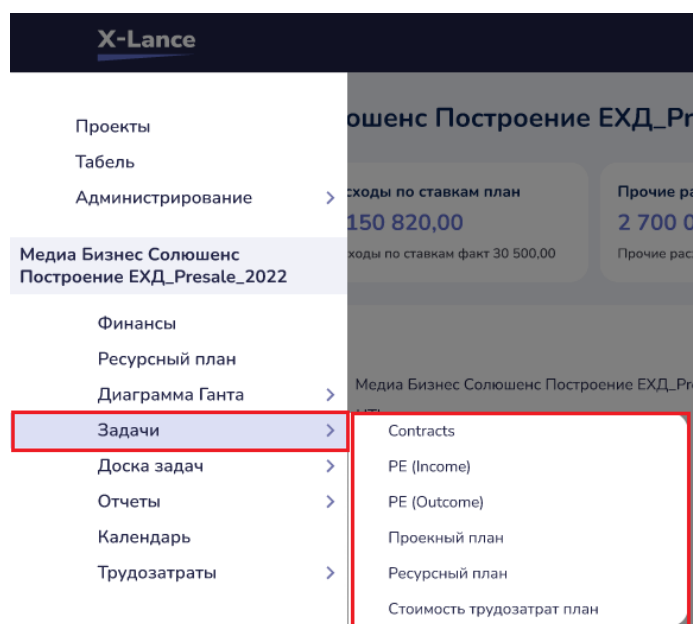 X-Lance
Проекты
Табель
Администрирование
Медиа Бизнес Солюшенс
Построение ЕХД_Presale_2022
Финансы
Ресурсный план
Диаграмма Ганта
Задачи
Доска задач
Отчеты
Календарь
Трудозатраты
ошенс Построение ЕХД_Pr
сходы по ставкам план
150 820,00
ходы по ставкам факт 30 500,00
Прочие ра
2 700 0
Прочие рас
Медиа Бизнес Солюшенс Построение ЕХД_Pr
Contracts
PE (Income)
PE (Outcome)
Проекный план
Ресурсный план
Стоимость трудозатрат план